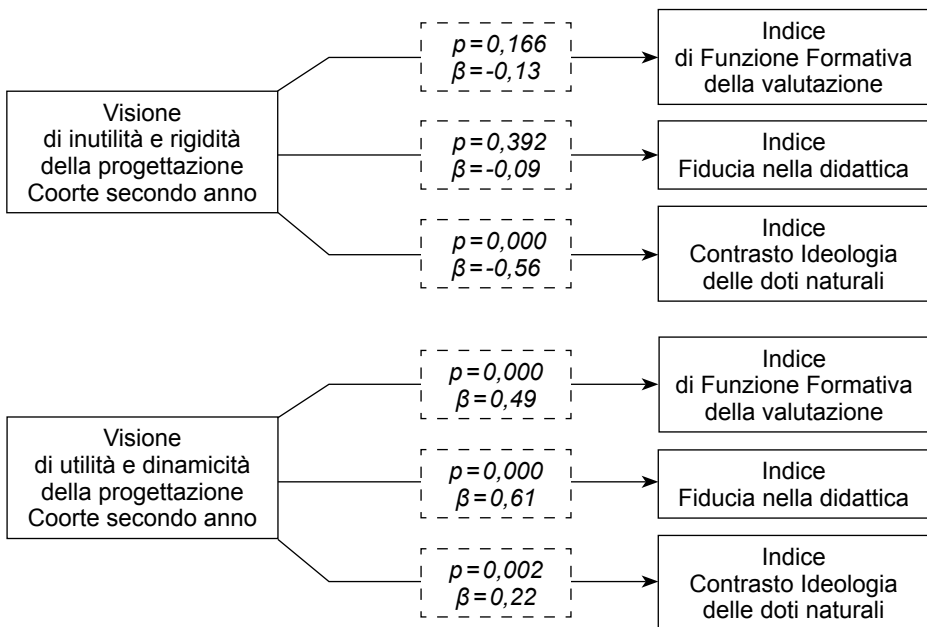 Visione
di inutilità e rigidità
della progettazione
Coorte secondo anno
p=0,166
β=-0,13
Indice
di Funzione Formativa
della valutazione
p=0,392
β=-0,09
Indice
Fiducia nella didattica
p=0,000
β=-0,56
Indice
Contrasto Ideologia
delle doti naturali
Visione
di utilità e dinamicità
della progettazione
Coorte secondo anno
p=0,000
β=0,49
Indice
di Funzione Formativa
della valutazione
p=0,000
β=0,61
Indice
Fiducia nella didattica
p=0,002
β=0,22
Indice
Contrasto Ideologia
delle doti naturali